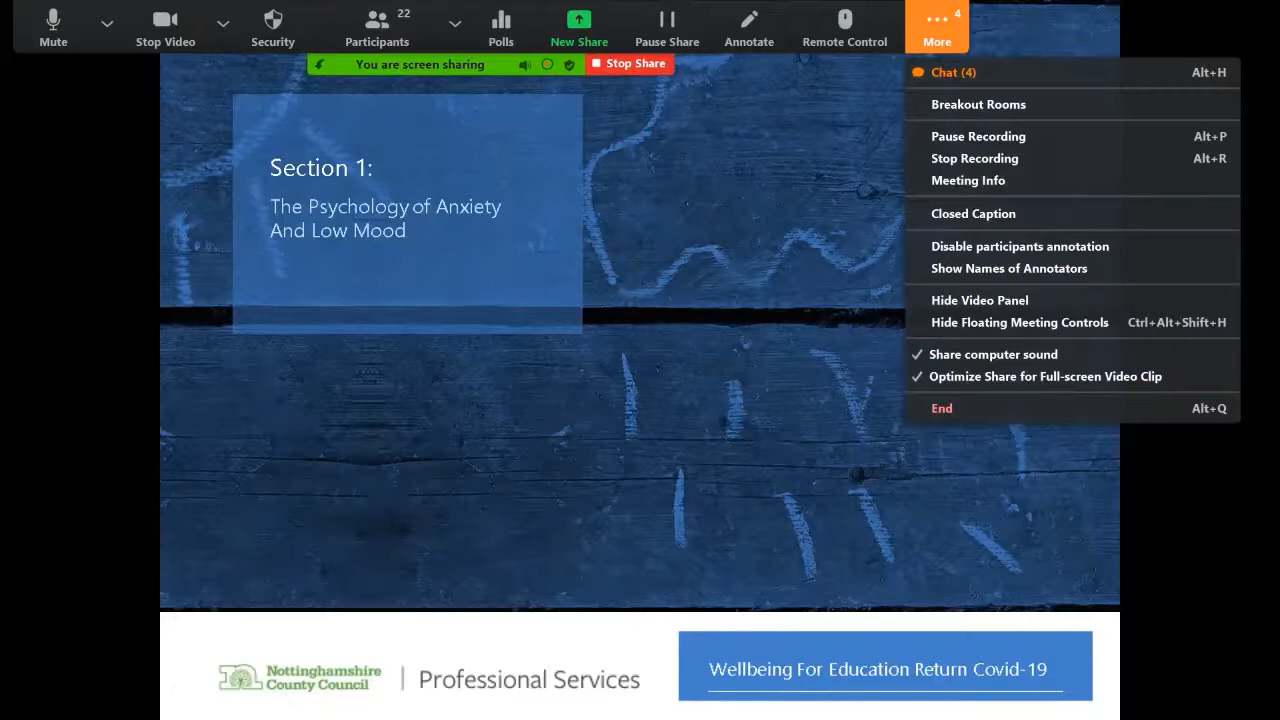 Mute
Stop Video
Security
Participants
22
Polls
New Share
Pause Share
Annotate
Remote Control
More
4
You are screen sharing
Stop Share
Chat (4) Alt+H
Breakout Rooms
Pause Recording Alt+P
Stop Recording Alt+R
Meeting Info
Closed Caption
Disable participants annotation
Show Names of Annotators
Hide Video Panel
Hide Floating Meeting Controls Ctrl+Alt+Shift+H
Share computer sound
Optimize Share for Full-screen Video Clip
End Alt+Q
Section 1:
The Psychology of Anxiety
And Low Mood
Nottinghamshire
County Council
Professional Services
Wellbeing For Education Return Covid-19